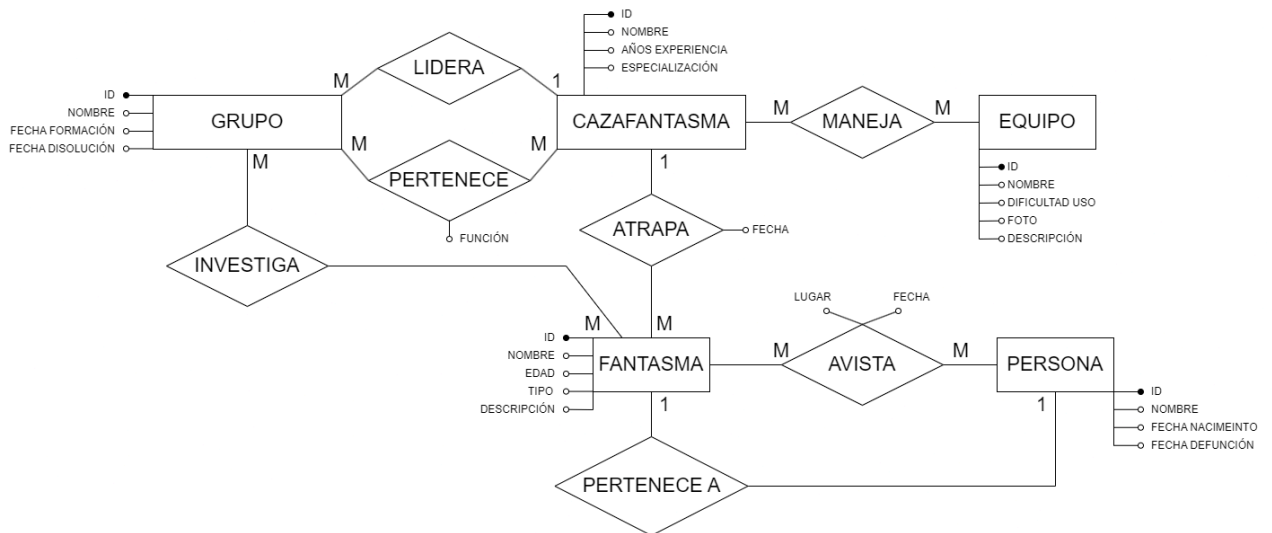 ID
NOMBRE
AÑOS EXPERIENCIA
ESPECIALIZACIÓN
LIDERA
M
1
ID
NOMBRE
FECHA FORMACIÓN
FECHA DISOLUCIÓN
GRUPO
CAZAFANTASMA
M
MANEJA
M
EQUIPO
M
M
M
1
PERTENECE
FUNCIÓN
ID
NOMBRE
DIFICULTAD USO
FOTO
DESCRIPCIÓN
ATRAPA
FECHA
INVESTIGA
LUGAR
FECHA
M
M
ID
NOMBRE
EDAD
TIPO
DESCRIPCIÓN
FANTASMA
M
AVISTA
M
PERSONA
ID
NOMBRE
FECHA NACIMEINTO
FECHA DEFUNCIÓN
1
1
PERTENECE A